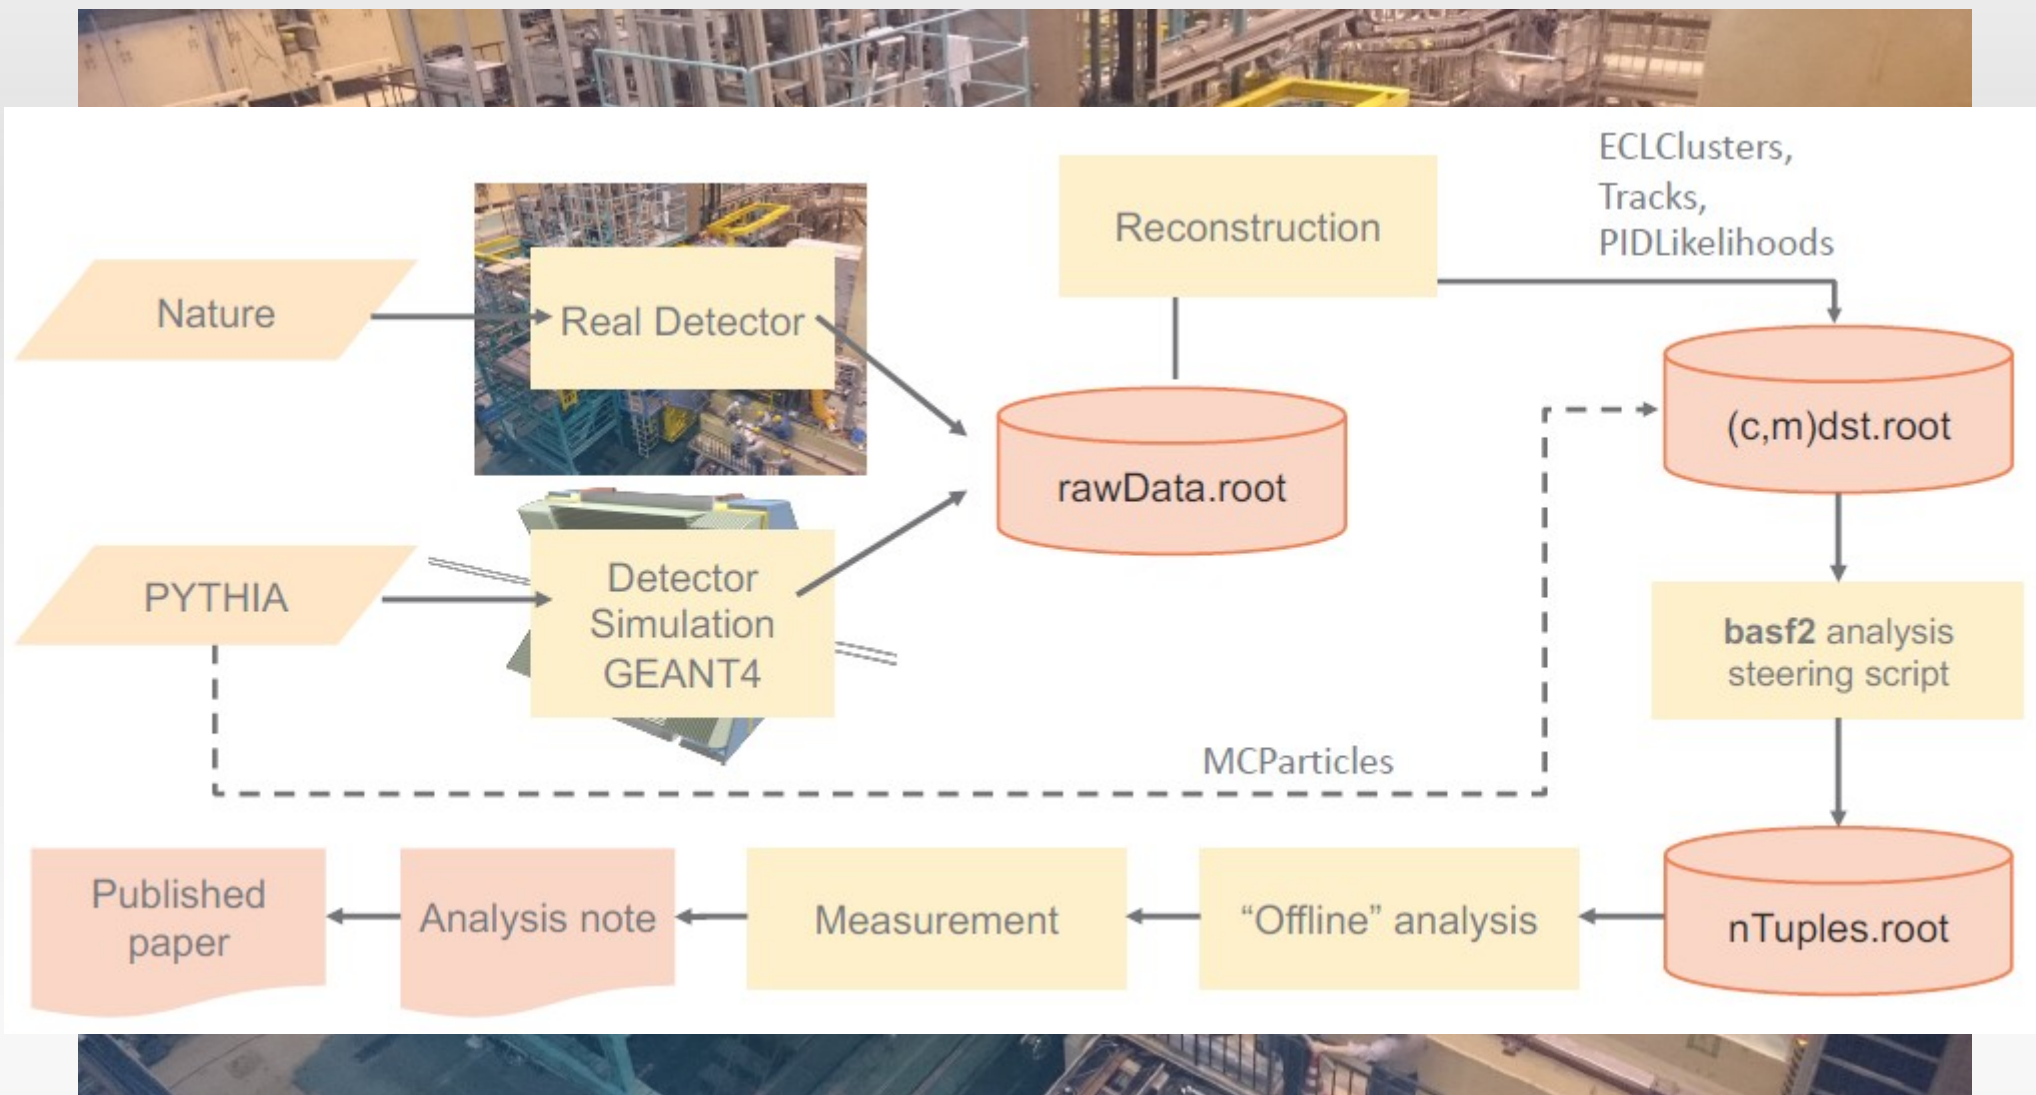 ECLClusters,
Tracks,
PIDLikelihoods
Reconstruction
Nature
Real Detector
(c,m)dst.root
rawData.root
PYTHIA
Detector
Simulation
GEANT4
basf2 analysis
steering script
MCParticles
Published
paper
Analysis note
Measurement
“Offline” analysis
nTuples.root